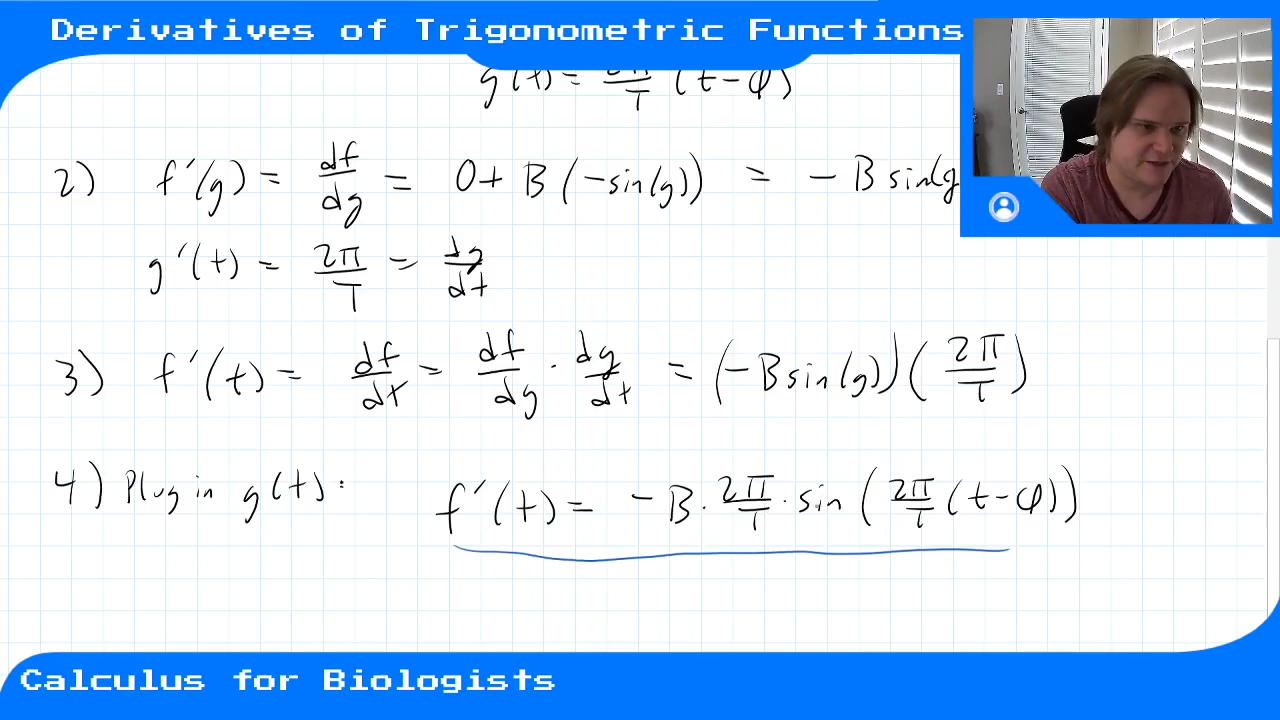 Derivatives of Trigonometric Functions
g(t) = 2π/T (t-φ)
2) f'(g) = df/dg = 0 + B (-sin(g)) = - B sin(g
g'(t) = 2π/T = dg/dt
3) f'(t) = df/dt = df/dg · dg/dt = (-B sin(g)) (2π/T)
4) Plug in g(t):
f'(t) = -B · 2π/T · sin(2π/T (t-φ))
Calculus for Biologists